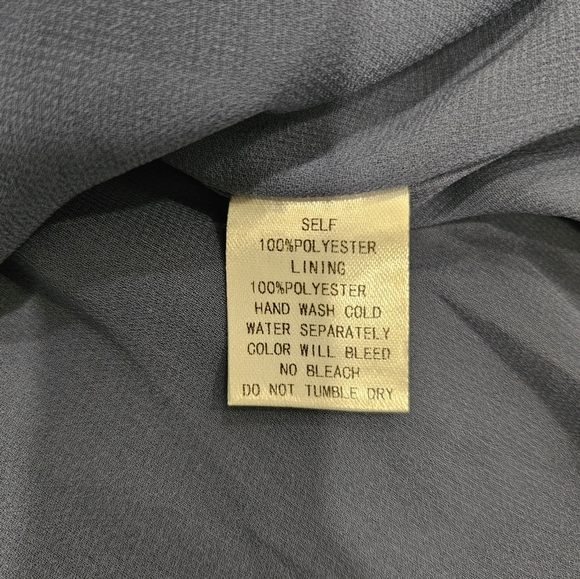 SELF
100%POLYESTER
LINING
100%POLYESTER
HAND WASH COLD
WATER SEPARATELY
COLOR WILL BLEED
NO BLEACH
DO NOT TUMBLE DRY